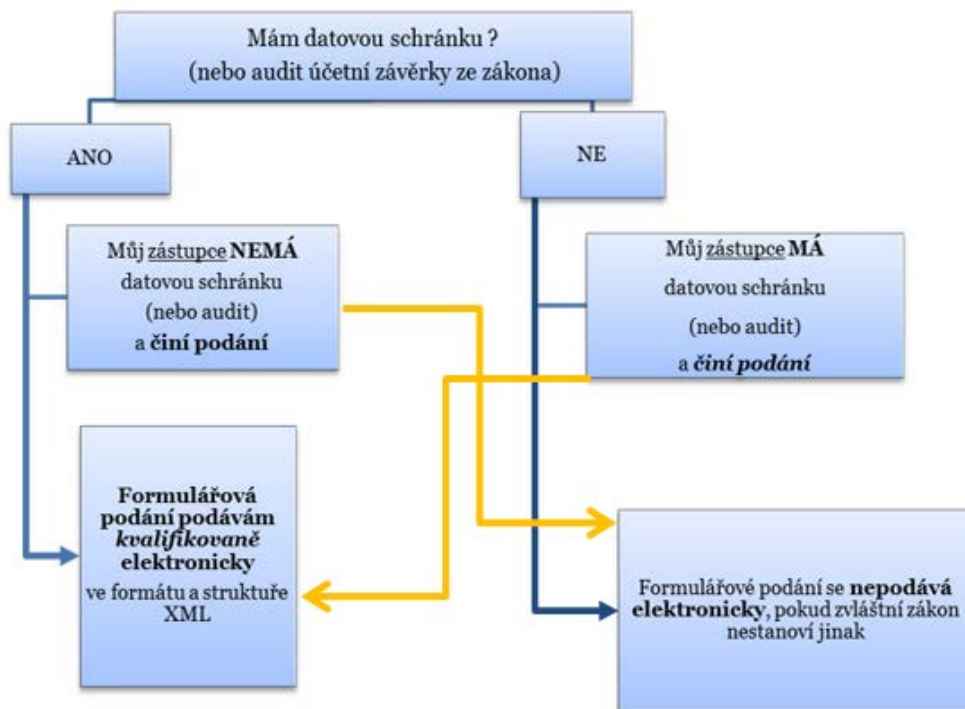 Mám datovou schránku ?
(nebo audit účetní závěrky ze zákona)
ANO
NE
Můj zástupce NEMÁ
datovou schránku
(nebo audit)
a činí podání
Můj zástupce MÁ
datovou schránku
(nebo audit)
a činí podání
Formulářová
podání podávám
kvalifikovaně
elektronicky
ve formátu a struktuře
XML
Formulářové podání se nepodává
elektronicky, pokud zvláštní zákon
nestanoví jinak